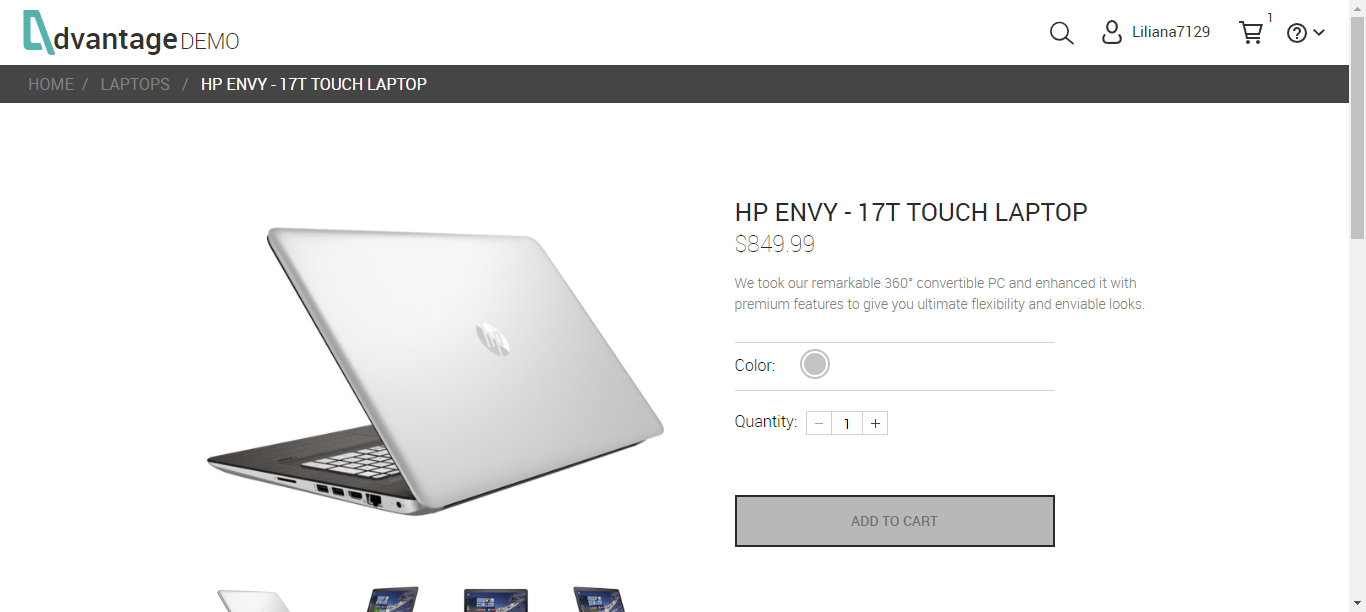 dvantage DEMO
Liliana7129
1
HOME / LAPTOPS / HP ENVY - 17T TOUCH LAPTOP
HP ENVY - 17T TOUCH LAPTOP
$849.99
We took our remarkable 360° convertible PC and enhanced it with
premium features to give you ultimate flexibility and enviable looks.
Color:
Quantity: − 1 +
ADD TO CART
hp